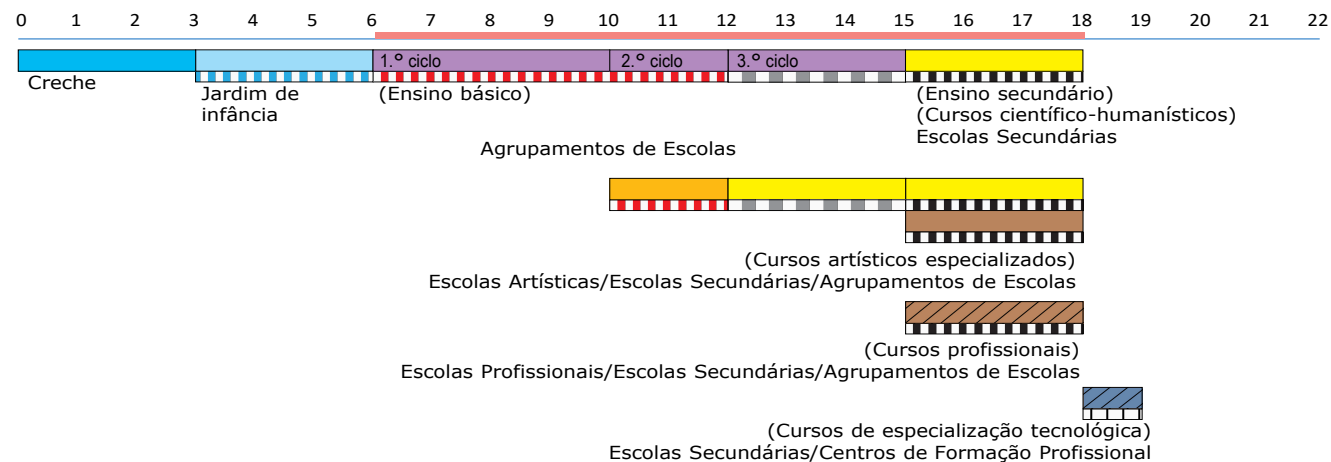 0 1 2 3 4 5 6 7 8 9 10 11 12 13 14 15 16 17 18 19 20 21 22
1.º ciclo 2.º ciclo 3.º ciclo
Creche
Jardim de
infância
(Ensino básico)
(Ensino secundário)
(Cursos científico-humanísticos)
Escolas Secundárias
Agrupamentos de Escolas
(Cursos artísticos especializados)
Escolas Artísticas/Escolas Secundárias/Agrupamentos de Escolas
(Cursos profissionais)
Escolas Profissionais/Escolas Secundárias/Agrupamentos de Escolas
(Cursos de especialização tecnológica)
Escolas Secundárias/Centros de Formação Profissional